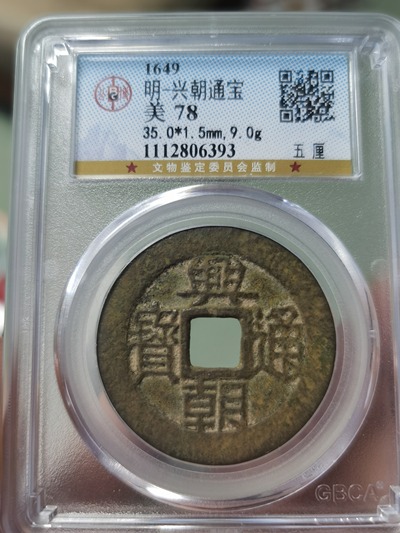 1649
明-兴朝通宝
美 78
35.0*1.5mm,9.0g
1112806393
五厘
★ 文物鉴定委员会监制 ★
興
寶 通
朝
GBCA